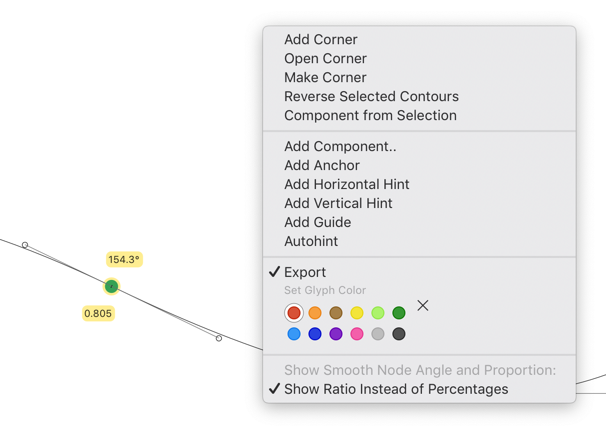 Add Corner
Open Corner
Make Corner
Reverse Selected Contours
Component from Selection
Add Component..
Add Anchor
Add Horizontal Hint
Add Vertical Hint
Add Guide
Autohint
Export
Set Glyph Color
Show Smooth Node Angle and Proportion:
Show Ratio Instead of Percentages
154.3°
0.805